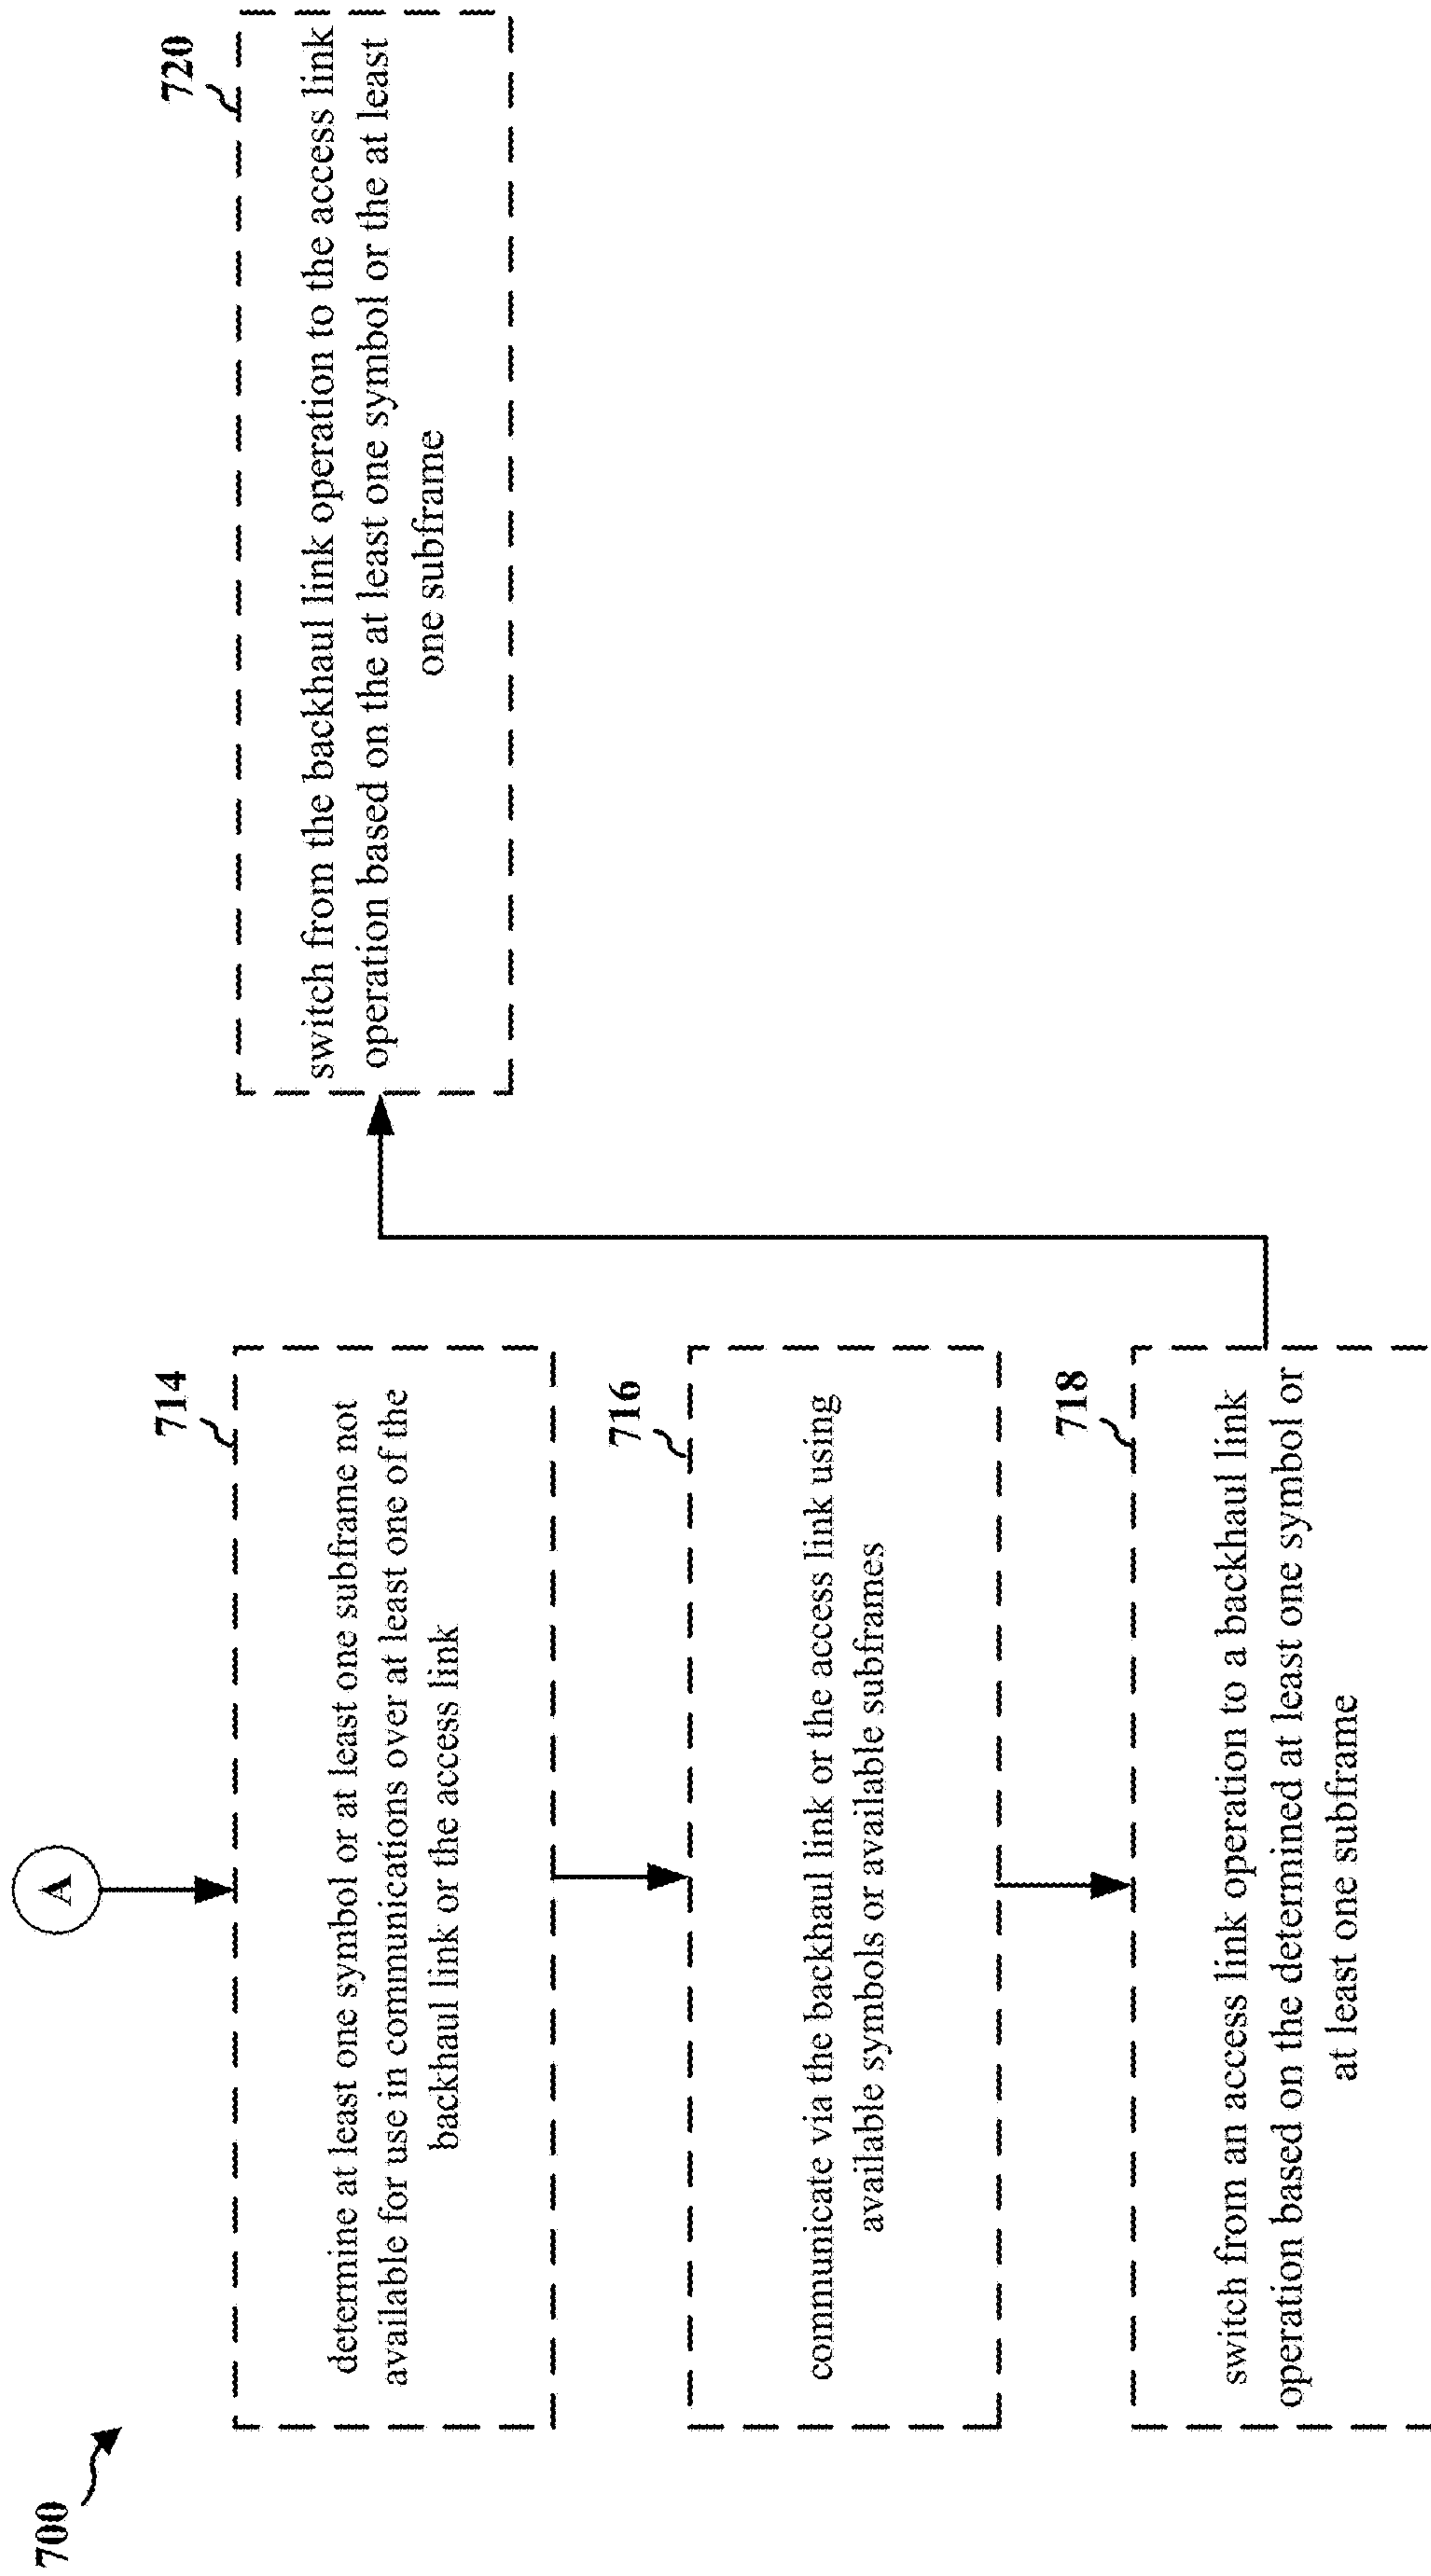 700
A
714
determine at least one symbol or at least one subframe not
available for use in communications over at least one of the
backhaul link or the access link
716
communicate via the backhaul link or the access link using
available symbols or available subframes
718
switch from an access link operation to a backhaul link
operation based on the determined at least one symbol or
at least one subframe
720
switch from the backhaul link operation to the access link
operation based on the at least one symbol or the at least
one subframe